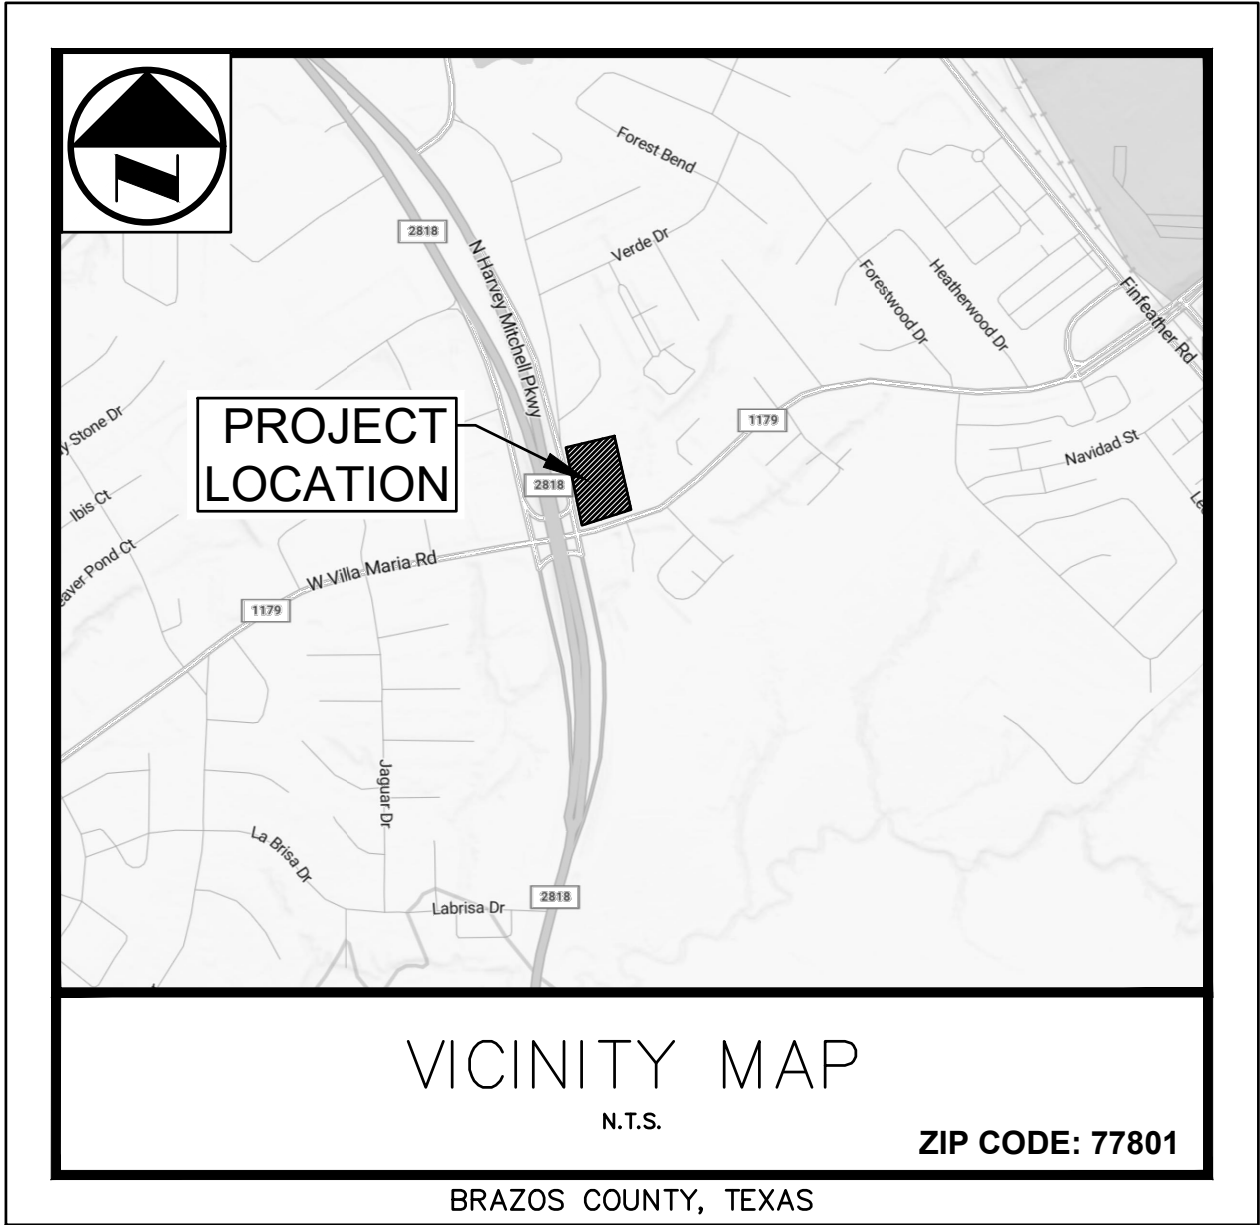 N
Forest Bend
2818
Verde Dr
N Harvey Mitchell Pkwy
Forestwood Dr
Heatherwood Dr
Finfeather Rd
PROJECT
LOCATION
1179
y Stone Dr
Navidad St
2818
Ibis Ct
eaver Pond Ct
W Villa Maria Rd
1179
Jaguar Dr
La Brisa Dr
2818
Labrisa Dr
VICINITY MAP
N.T.S.
ZIP CODE: 77801
BRAZOS COUNTY, TEXAS